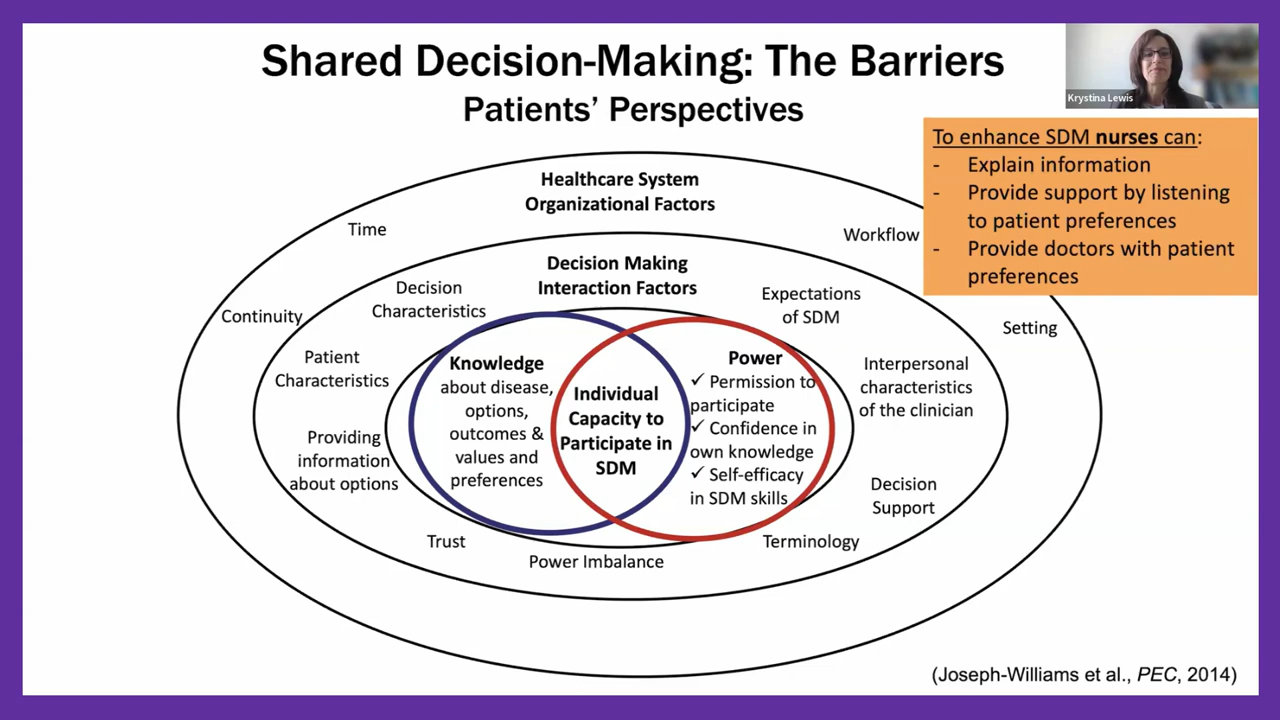 Shared Decision-Making: The Barriers
Patients’ Perspectives
Krystina Lewis
To enhance SDM nurses can:
- Explain information
- Provide support by listening
to patient preferences
- Provide doctors with patient
preferences
Healthcare System
Organizational Factors
Time
Workflow
Continuity
Setting
Decision Making
Interaction Factors
Decision
Characteristics
Expectations
of SDM
Patient
Characteristics
Interpersonal
characteristics
of the clinician
Providing
information
about options
Decision
Support
Trust
Power Imbalance
Terminology
Knowledge
about disease,
options,
outcomes &
values and
preferences
Individual
Capacity to
Participate in
SDM
Power
✓ Permission to
participate
✓ Confidence in
own knowledge
✓ Self-efficacy
in SDM skills
(Joseph-Williams et al., PEC, 2014)